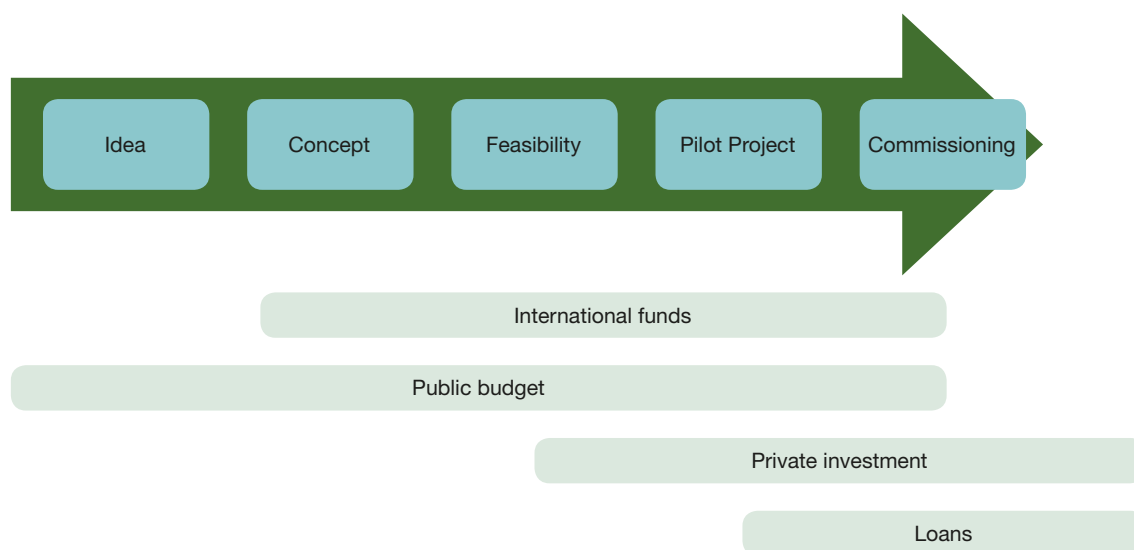 Idea
Concept
Feasibility
Pilot Project
Commissioning
International funds
Public budget
Private investment
Loans